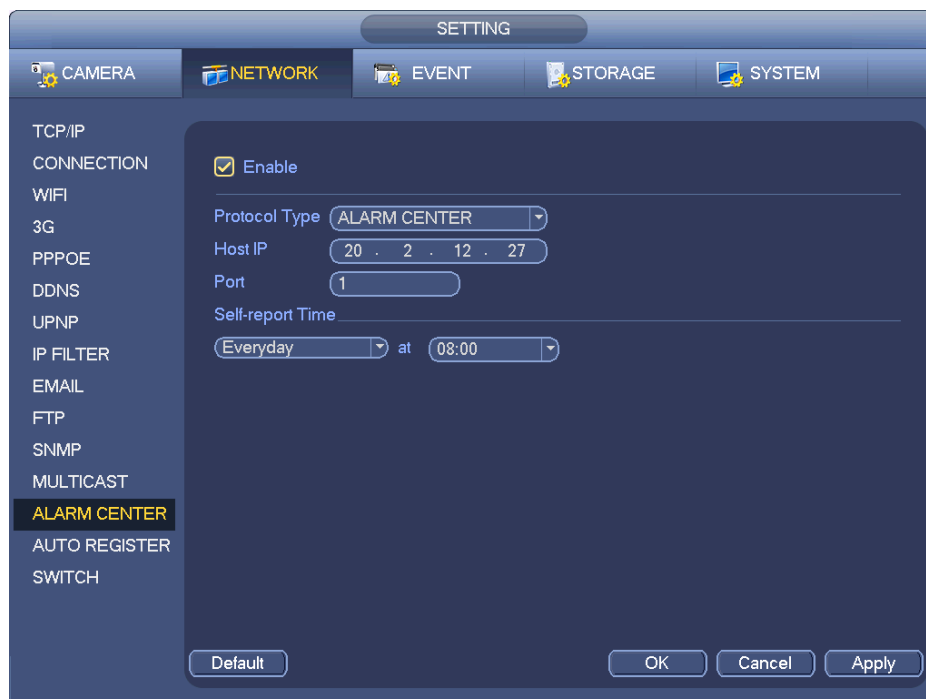 SETTING
CAMERA NETWORK EVENT STORAGE SYSTEM
TCP/IP
CONNECTION
WIFI
3G
PPPOE
DDNS
UPNP
IP FILTER
EMAIL
FTP
SNMP
MULTICAST
ALARM CENTER
AUTO REGISTER
SWITCH
Enable
Protocol Type ALARM CENTER
Host IP 20 . 2 . 12 . 27
Port 1
Self-report Time
Everyday at 08:00
Default OK Cancel Apply